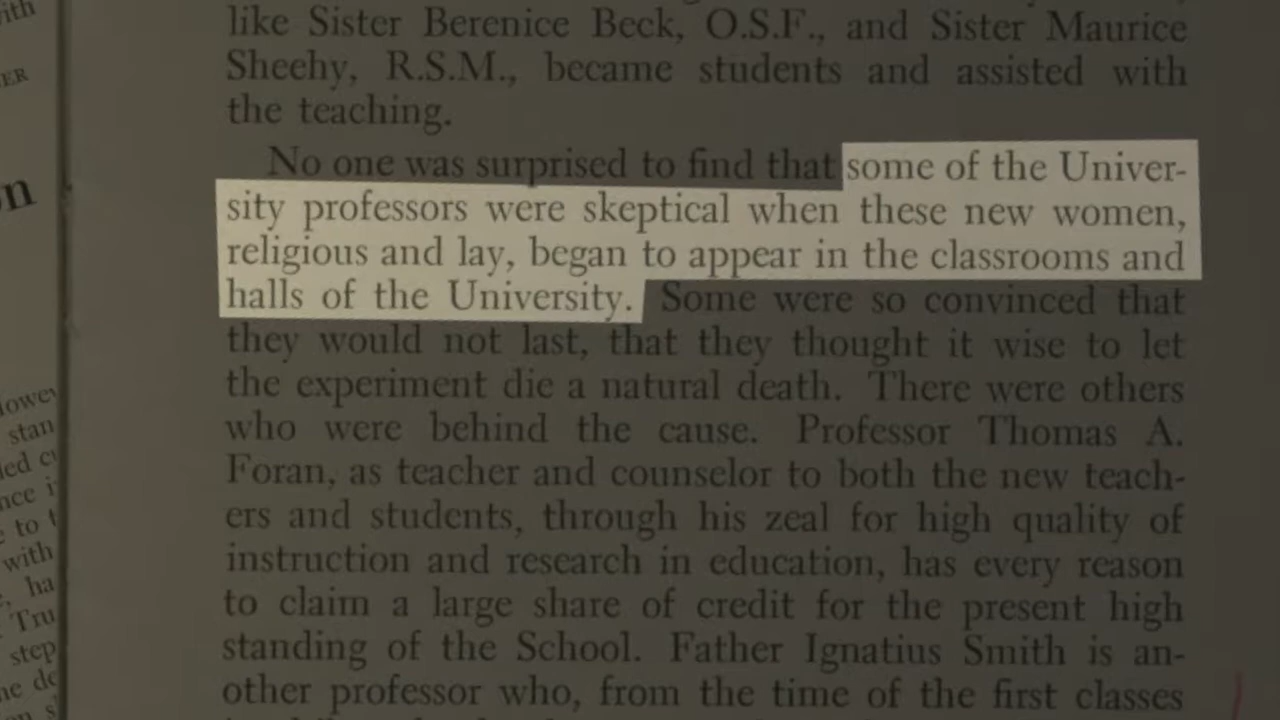 like Sister Berenice Beck, O.S.F., and Sister Maurice
Sheehy, R.S.M., became students and assisted with
the teaching.
No one was surprised to find that some of the Univer-
sity professors were skeptical when these new women,
religious and lay, began to appear in the classrooms and
halls of the University. Some were so convinced that
they would not last, that they thought it wise to let
the experiment die a natural death. There were others
who were behind the cause. Professor Thomas A.
Foran, as teacher and counselor to both the new teach-
ers and students, through his zeal for high quality of
instruction and research in education, has every reason
to claim a large share of credit for the present high
standing of the School. Father Ignatius Smith is an-
other professor who, from the time of the first classes